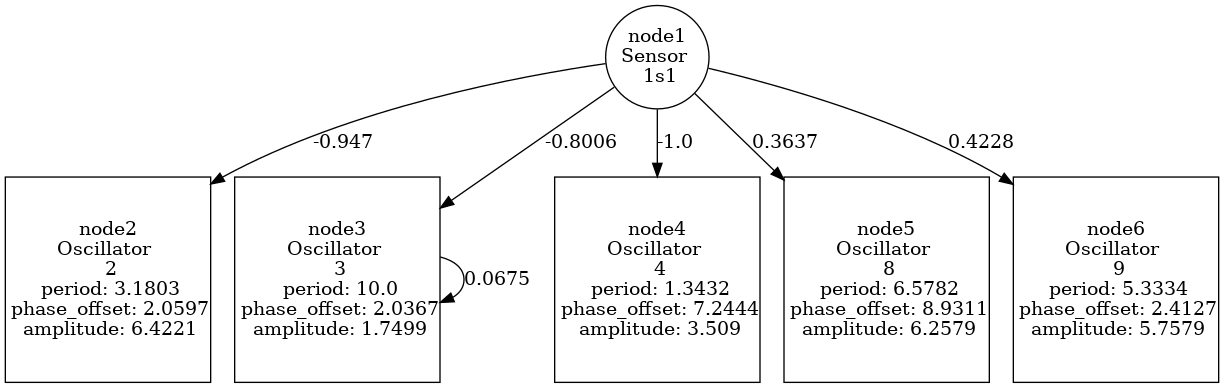 node1
Sensor
1s1
-0.947
-0.8006
-1.0
0.3637
0.4228
node2
Oscillator
2
period: 3.1803
phase_offset: 2.0597
amplitude: 6.4221
node3
Oscillator
3
period: 10.0
phase_offset: 2.0367
amplitude: 1.7499
0.0675
node4
Oscillator
4
period: 1.3432
phase_offset: 7.2444
amplitude: 3.509
node5
Oscillator
8
period: 6.5782
phase_offset: 8.9311
amplitude: 6.2579
node6
Oscillator
9
period: 5.3334
phase_offset: 2.4127
amplitude: 5.7579